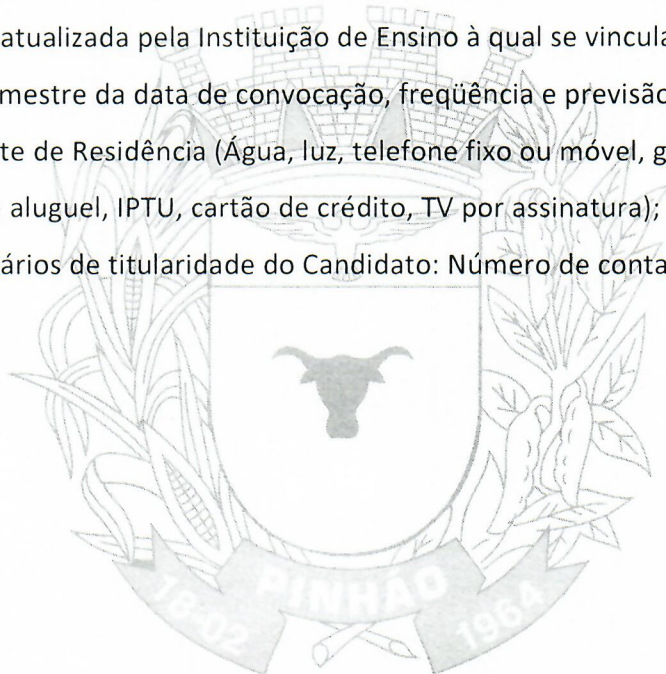 atualizada pela Instituição de Ensino à qual se vincula
mestre da data de convocação, freqüência e previsão
te de Residência (Água, luz, telefone fixo ou móvel, g
aluguel, IPTU, cartão de crédito, TV por assinatura);
ários de titularidade do Candidato: Número de conta
18-02 PINHÃO 1964